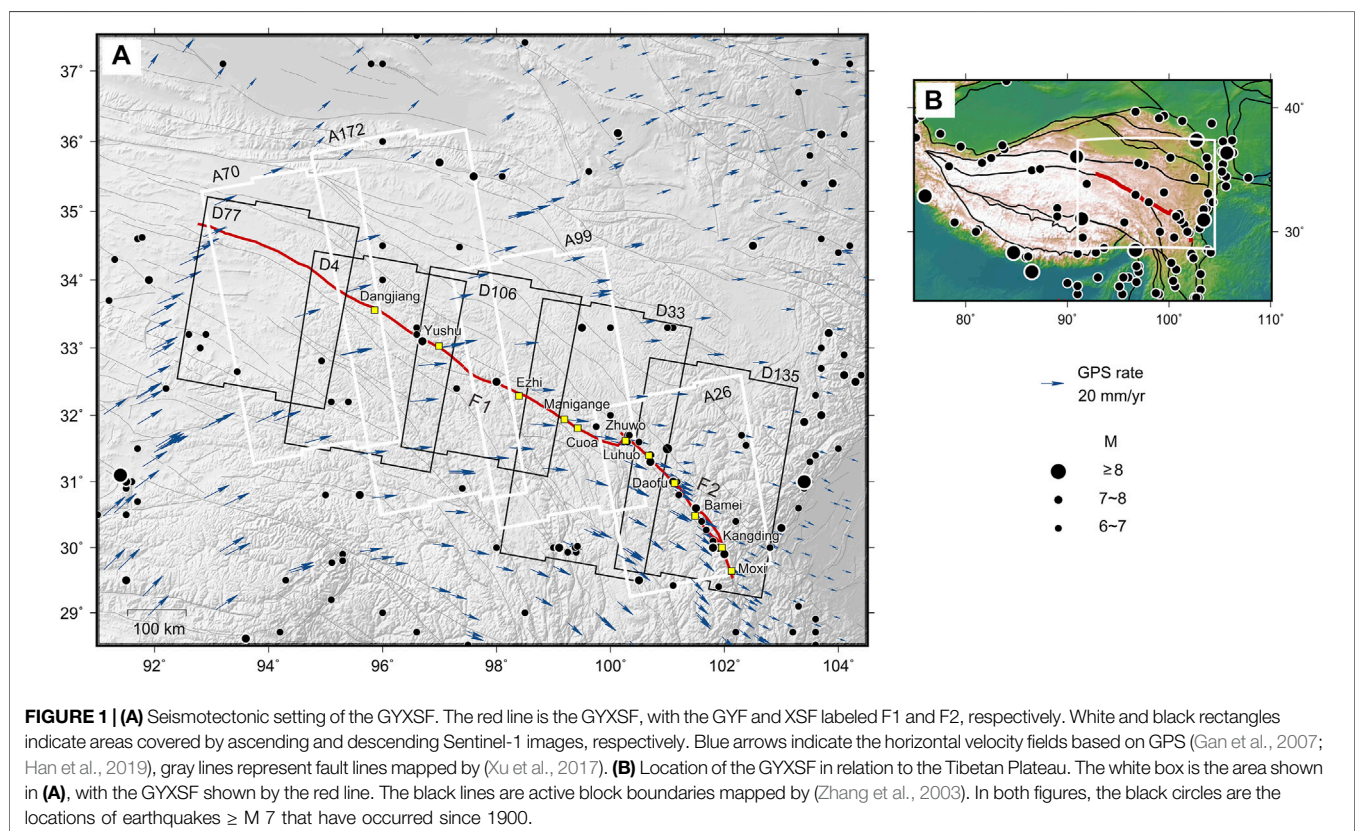 A
37°
36°
35°
34°
33°
32°
31°
30°
29°
92°
94°
96°
98°
100°
102°
104°
A70
A172
A99
A26
D77
D4
D106
D33
D135
Dangjiang
Yushu
Ezhi
F1
Manigange
Cuoa
Zhuwo
Luhuo
Daofu
F2
Bamei
Kangding
Moxi
100 km
B
40°
30°
80°
90°
100°
110°
GPS rate
20 mm/yr
M
≥8
7~8
6~7
FIGURE 1 | (A) Seismotectonic setting of the GYXSF. The red line is the GYXSF, with the GYF and XSF labeled F1 and F2, respectively. White and black rectangles
indicate areas covered by ascending and descending Sentinel-1 images, respectively. Blue arrows indicate the horizontal velocity fields based on GPS (Gan et al., 2007;
Han et al., 2019), gray lines represent fault lines mapped by (Xu et al., 2017). (B) Location of the GYXSF in relation to the Tibetan Plateau. The white box is the area shown
in (A), with the GYXSF shown by the red line. The black lines are active block boundaries mapped by (Zhang et al., 2003). In both figures, the black circles are the
locations of earthquakes ≥ M 7 that have occurred since 1900.